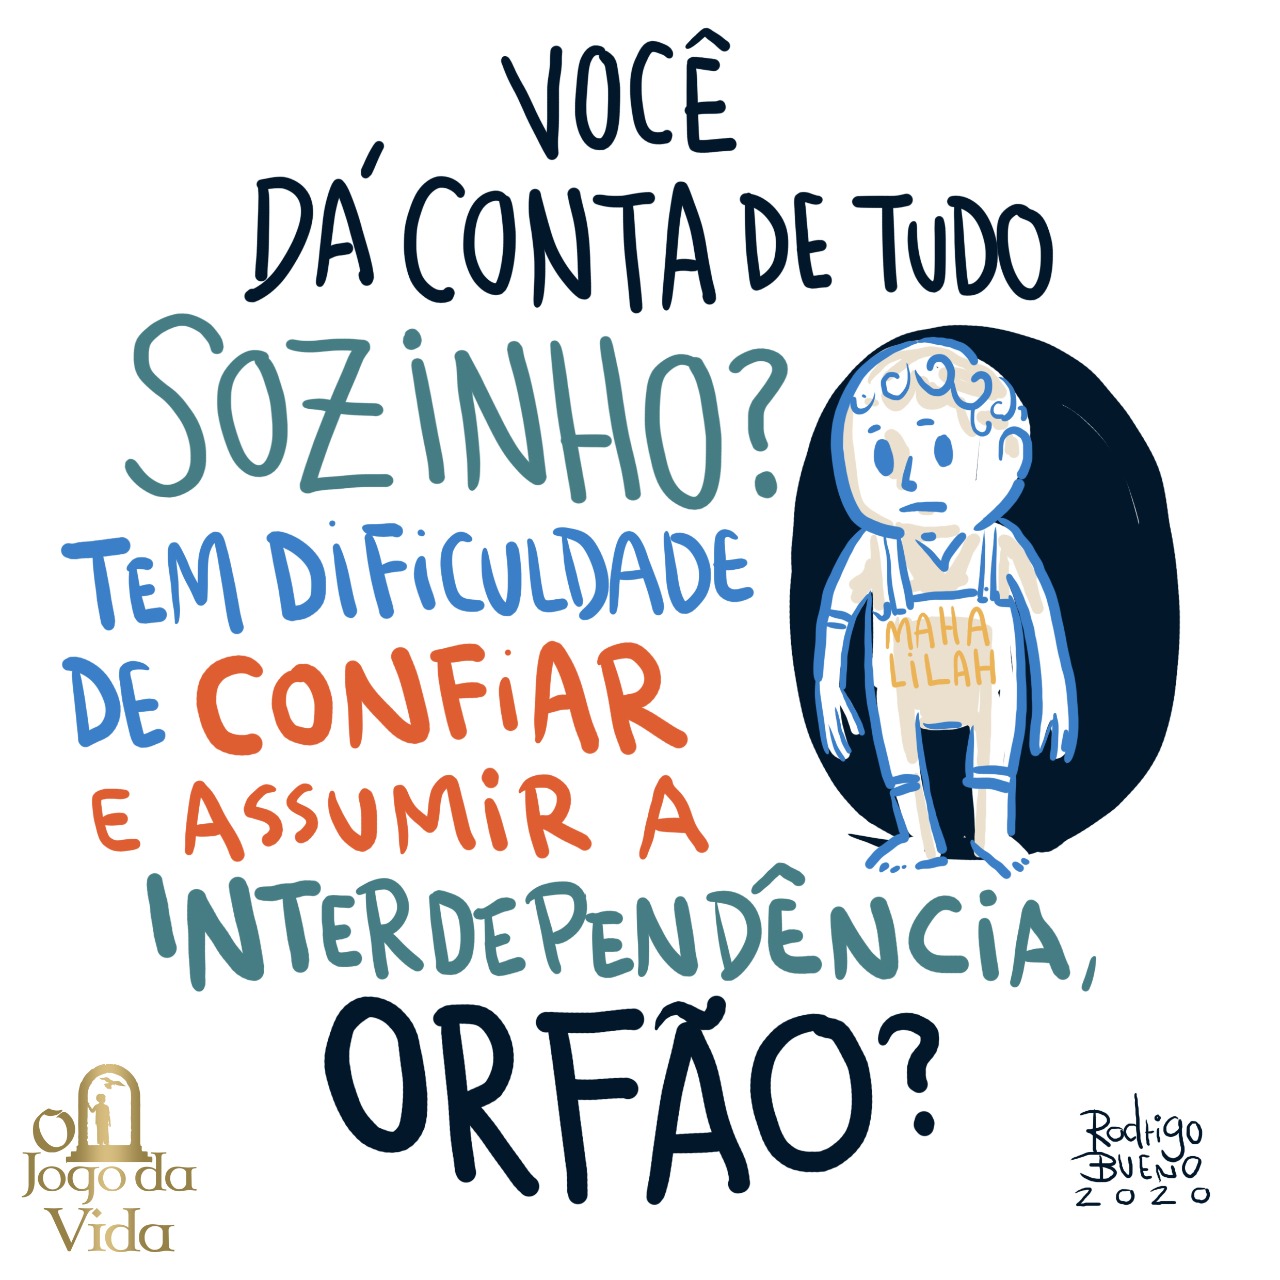 VOCÊ
DÁ CONTA DE TUDO
SOZINHO?
TEM DIFICULDADE
DE CONFIAR
E ASSUMIR A
INTERDEPENDÊNCIA,
ORFÃO?
MAHA
LILAH
O
Jogo da
Vida
Rodrigo
BUENO
2020